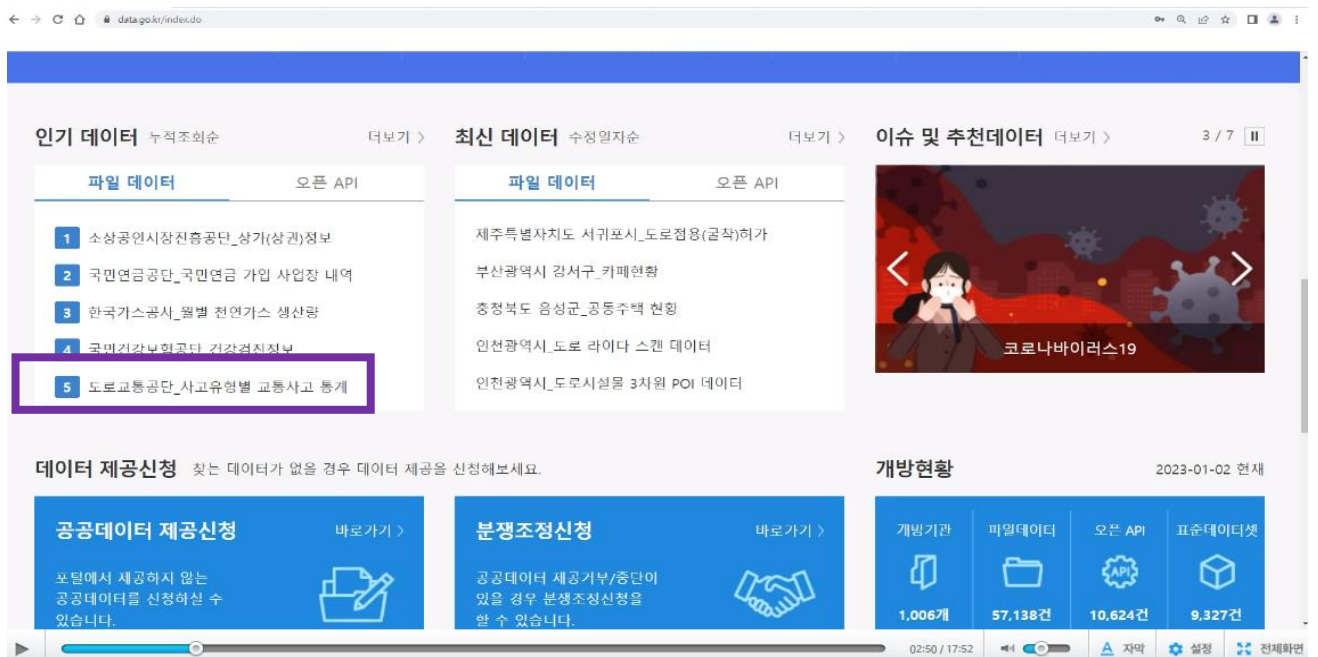 data.go.kr/index.do
인기 데이터 누적조회순 더보기 >
파일 데이터 오픈 API
1 소상공인시장진흥공단_상가(상권)정보
2 국민연금공단_국민연금 가입 사업장 내역
3 한국가스공사_월별 천연가스 생산량
4 국민건강보험공단_건강검진정보
5 도로교통공단_사고유형별 교통사고 통계
최신 데이터 수정일자순 더보기 >
파일 데이터 오픈 API
제주특별자치도 서귀포시_도로점용(굴착)허가
부산광역시 강서구_카페현황
충청북도 음성군_공동주택 현황
인천광역시_도로 라이다 스캔 데이터
인천광역시_도로시설물 3차원 POI 데이터
이슈 및 추천데이터 더보기 > 3 / 7
코로나바이러스19
데이터 제공신청 찾는 데이터가 없을 경우 데이터 제공을 신청해보세요.
공공데이터 제공신청 바로가기 >
포털에서 제공하지 않는
공공데이터를 신청하실 수
있습니다.
분쟁조정신청 바로가기 >
공공데이터 제공거부/중단이
있을 경우 분쟁조정신청을
할 수 있습니다.
개방현황 2023-01-02 현재
개방기관 파일데이터 오픈 API 표준데이터셋
API
1,006개 57,138건 10,624건 9,327건
02:50 / 17:52 가 자막 설정 전체화면